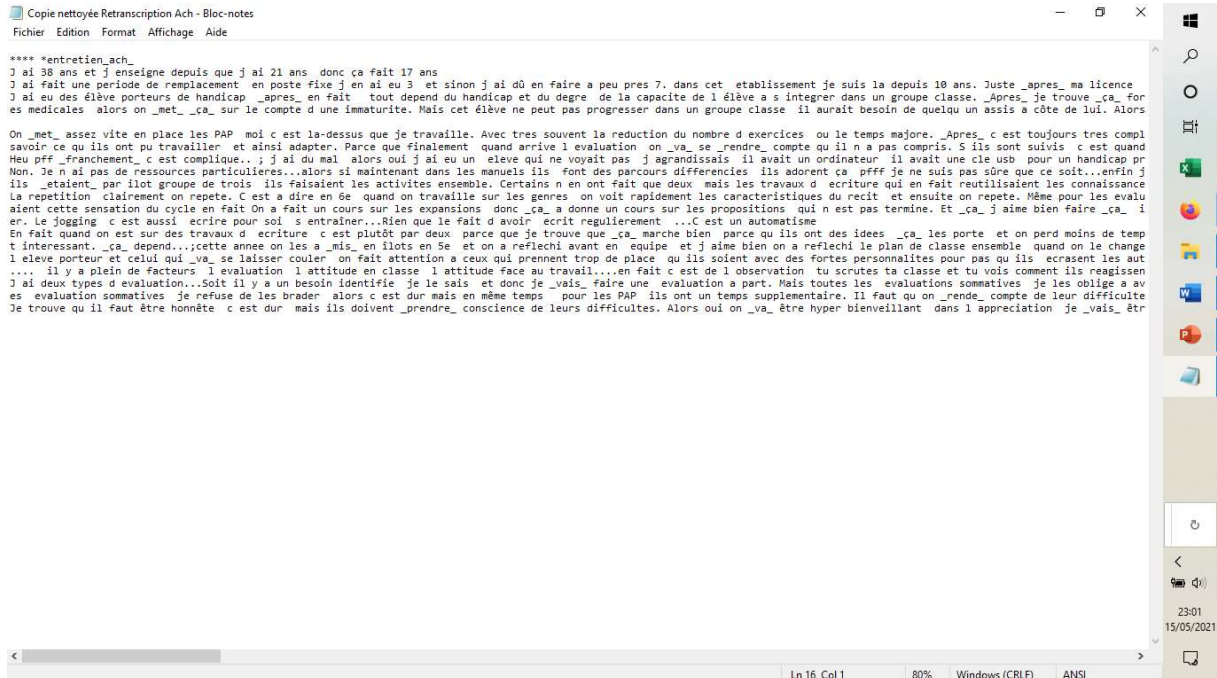 Copie nettoyée Retranscription Ach - Bloc-notes
Fichier Edition Format Affichage Aide
**** *entretien_ach_
J ai 38 ans et j enseigne depuis que j ai 21 ans donc ça fait 17 ans
J ai fait une periode de remplacement en poste fixe j en ai eu 3 et sinon j ai dû en faire a peu pres 7. dans cet etablissement je suis la depuis 10 ans. Juste _apres_ ma licence
J ai eu des élève porteurs de handicap _apres_ en fait tout depend du handicap et du degre de la capacite de l élève a s integrer dans un groupe classe. _Apres_ je trouve _ça_ for
es medicales alors on _met_ _ça_ sur le compte d une immaturite. Mais cet élève ne peut pas progresser dans un groupe classe il aurait besoin de quelqu un assis a côte de lui. Alors
On _met_ assez vite en place les PAP moi c est la-dessus que je travaille. Avec tres souvent la reduction du nombre d exercices ou le temps majore. _Apres_ c est toujours tres compl
savoir ce qu ils ont pu travailler et ainsi adapter. Parce que finalement quand arrive l evaluation on _va_ se _rendre_ compte qu il n a pas compris. S ils sont suivis c est quand
Heu pff _franchement_ c est complique.. ; j ai du mal alors oui j ai eu un eleve qui ne voyait pas j agrandissais il avait un ordinateur il avait une cle usb pour un handicap pr
Non. Je n ai pas de ressources particulieres...alors si maintenant dans les manuels ils font des parcours differencies ils adorent ça pfff je ne suis pas sûre que ce soit...enfin j
ils _etaient_ par ilot groupe de trois ils faisaient les activites ensemble. Certains n en ont fait que deux mais les travaux d ecriture qui en fait reutilisaient les connaissance
La repetition clairement on repete. C est a dire en 6e quand on travaille sur les genres on voit rapidement les caracteristiques du recit et ensuite on repete. Même pour les evalu
aient cette sensation du cycle en fait On a fait un cours sur les expansions donc _ça_ a donne un cours sur les propositions qui n est pas termine. Et _ça_ j aime bien faire _ça_ i
er. Le jogging c est aussi ecrire pour soi s entraîner...Rien que le fait d avoir ecrit regulierement ...C est un automatisme
En fait quand on est sur des travaux d ecriture c est plutôt par deux parce que je trouve que _ça_ marche bien parce qu ils ont des idees _ça_ les porte et on perd moins de temp
t interessant. _ça_ depend...;cette annee on les a _mis_ en îlots en 5e et on a reflechi avant en equipe et j aime bien on a reflechi le plan de classe ensemble quand on le change
l eleve porteur et celui qui _va_ se laisser couler on fait attention a ceux qui prennent trop de place qu ils soient avec des fortes personnalites pour pas qu ils ecrasent les aut
.... il y a plein de facteurs l evaluation l attitude en classe l attitude face au travail....en fait c est de l observation tu scrutes ta classe et tu vois comment ils reagissen
J ai deux types d evaluation...Soit il y a un besoin identifie je le sais et donc je _vais_ faire une evaluation a part. Mais toutes les evaluations sommatives je les oblige a av
es evaluation sommatives je refuse de les brader alors c est dur mais en même temps pour les PAP ils ont un temps supplementaire. Il faut qu on _rende_ compte de leur difficulte
Je trouve qu il faut être honnête c est dur mais ils doivent _prendre_ conscience de leurs difficultes. Alors oui on _va_ être hyper bienveillant dans l appreciation je _vais_ êtr
23:01
15/05/2021
Ln 16, Col 1 80% Windows (CRLF) ANSI